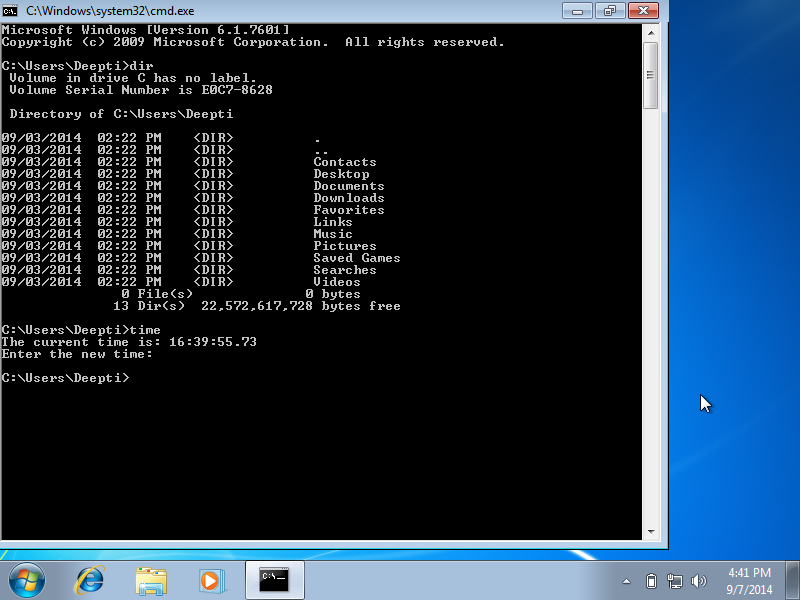 C:\Windows\system32\cmd.exe
Microsoft Windows [Version 6.1.7601]
Copyright (c) 2009 Microsoft Corporation.  All rights reserved.
C:\Users\Deepti>dir
 Volume in drive C has no label.
 Volume Serial Number is E0C7-8628
 Directory of C:\Users\Deepti
09/03/2014  02:22 PM    <DIR>          .
09/03/2014  02:22 PM    <DIR>          ..
09/03/2014  02:22 PM    <DIR>          Contacts
09/03/2014  02:22 PM    <DIR>          Desktop
09/03/2014  02:22 PM    <DIR>          Documents
09/03/2014  02:22 PM    <DIR>          Downloads
09/03/2014  02:22 PM    <DIR>          Favorites
09/03/2014  02:22 PM    <DIR>          Links
09/03/2014  02:22 PM    <DIR>          Music
09/03/2014  02:22 PM    <DIR>          Pictures
09/03/2014  02:22 PM    <DIR>          Saved Games
09/03/2014  02:22 PM    <DIR>          Searches
09/03/2014  02:22 PM    <DIR>          Videos
               0 File(s)              0 bytes
              13 Dir(s)  22,572,617,728 bytes free
C:\Users\Deepti>time
The current time is: 16:39:55.73
Enter the new time:
C:\Users\Deepti>
C:\_
4:41 PM
9/7/2014